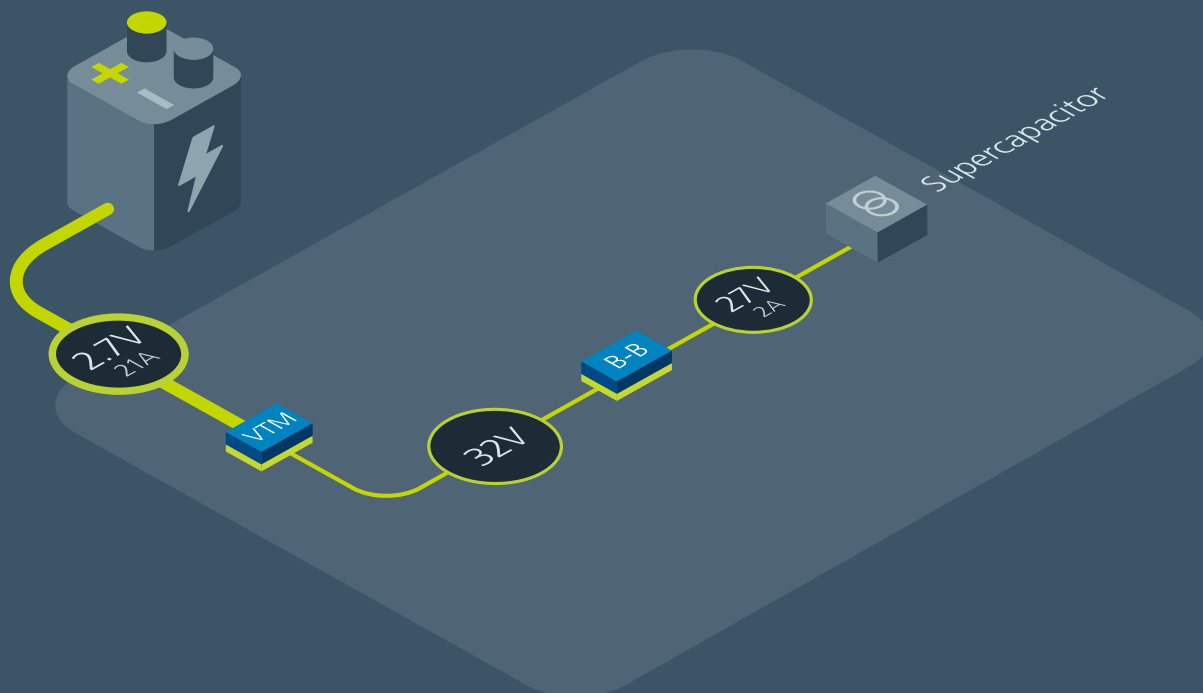 2.7V
21A
VTM
32V
B-B
27V
2A
Supercapacitor